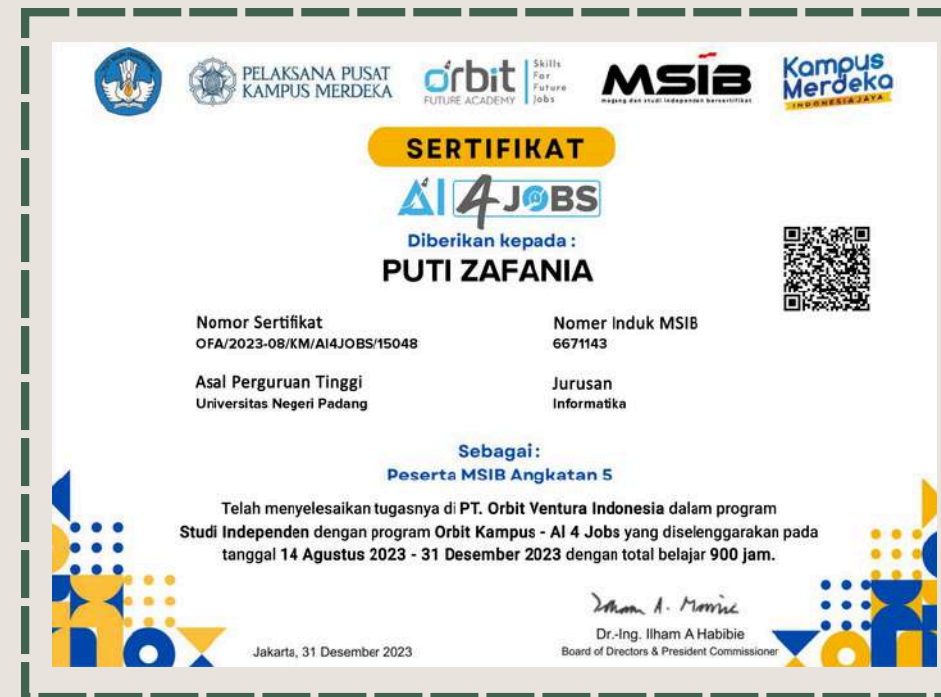 PELAKSANA PUSAT
KAMPUS MERDEKA
orbit
FUTURE ACADEMY
Skills
For
Future
Jobs
MSIB
magang dan studi independen bersertifikat
Kampus
Merdeka
INDONESIA JAYA
SERTIFIKAT
AI 4 JOBS
Diberikan kepada :
PUTI ZAFANIA
Nomor Sertifikat
OFA/2023-08/KM/AI4JOBS/15048
Nomer Induk MSIB
6671143
Asal Perguruan Tinggi
Universitas Negeri Padang
Jurusan
Informatika
Sebagai :
Peserta MSIB Angkatan 5
Telah menyelesaikan tugasnya di PT. Orbit Ventura Indonesia dalam program
Studi Independen dengan program Orbit Kampus - AI 4 Jobs yang diselenggarakan pada
tanggal 14 Agustus 2023 - 31 Desember 2023 dengan total belajar 900 jam.
Jakarta, 31 Desember 2023
Dr.-Ing. Ilham A Habibie
Board of Directors & President Commissioner